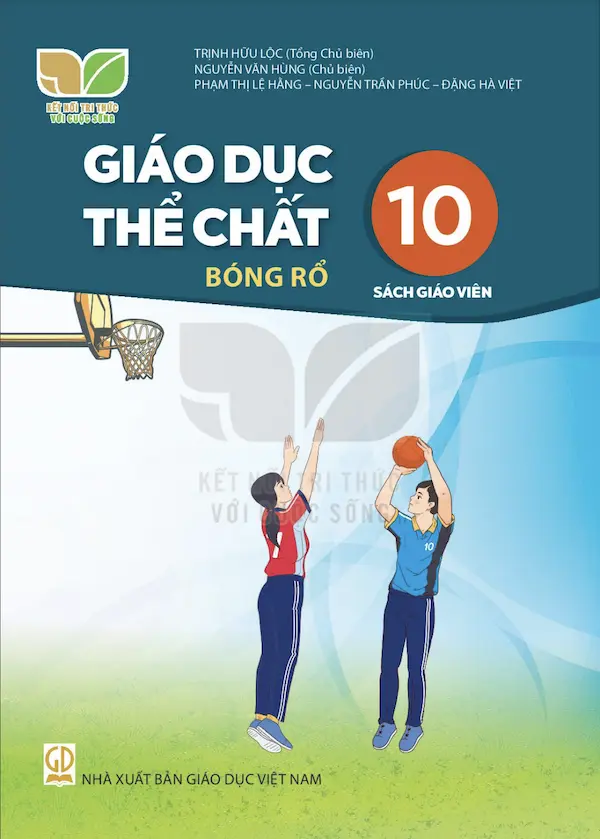 TRỊNH HỮU LỘC (Tổng Chủ biên)
NGUYỄN VĂN HÙNG (Chủ biên)
PHẠM THỊ LỆ HẰNG – NGUYỄN TRẦN PHÚC – ĐẶNG HÀ VIỆT
KẾT NỐI TRI THỨC
VỚI CUỘC SỐNG
GIÁO DỤC
THỂ CHẤT
10
BÓNG RỔ
SÁCH GIÁO VIÊN
KẾT NỐI TRI THỨC
VỚI CUỘC SỐNG
10
GD
NHÀ XUẤT BẢN GIÁO DỤC VIỆT NAM